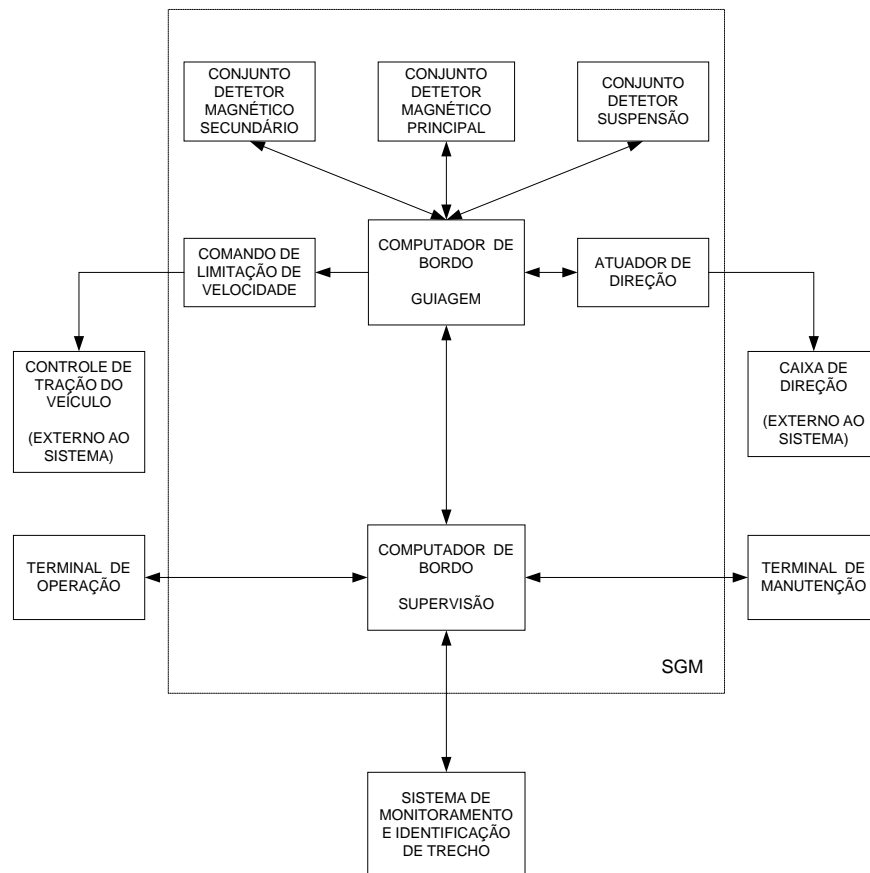 CONJUNTO
DETETOR
MAGNÉTICO
SECUNDÁRIO
CONJUNTO
DETETOR
MAGNÉTICO
PRINCIPAL
CONJUNTO
DETETOR
SUSPENSÃO
COMANDO DE
LIMITAÇÃO DE
VELOCIDADE
COMPUTADOR DE
BORDO
GUIAGEM
ATUADOR DE
DIREÇÃO
CONTROLE DE
TRAÇÃO DO
VEÍCULO
(EXTERNO AO
SISTEMA)
CAIXA DE
DIREÇÃO
(EXTERNO AO
SISTEMA)
TERMINAL DE
OPERAÇÃO
COMPUTADOR DE
BORDO
SUPERVISÃO
TERMINAL DE
MANUTENÇÃO
SGM
SISTEMA DE
MONITORAMENTO
E IDENTIFICAÇÃO
DE TRECHO